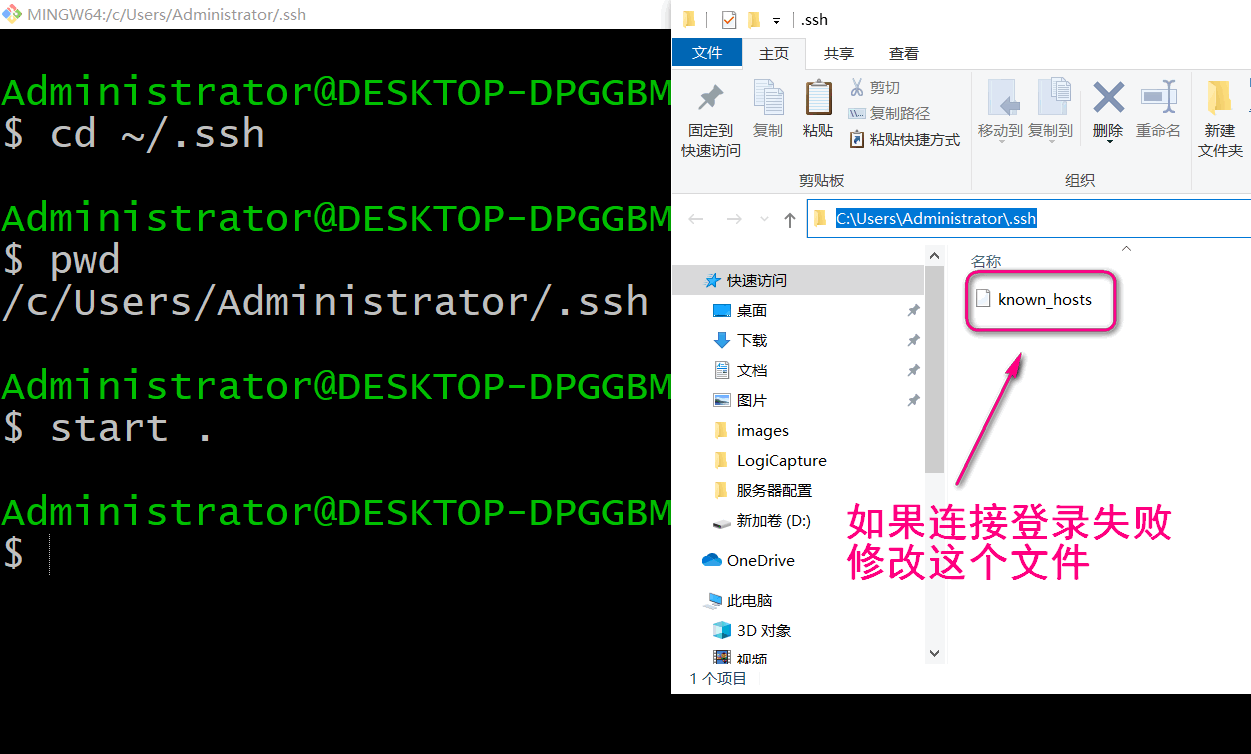 MINGW64:/c/Users/Administrator/.ssh
Administrator@DESKTOP-DPGGBM
$ cd ~/.ssh
Administrator@DESKTOP-DPGGBM
$ pwd
/c/Users/Administrator/.ssh
Administrator@DESKTOP-DPGGBM
$ start .
Administrator@DESKTOP-DPGGBM
$
.ssh
文件 主页 共享 查看
固定到
快速访问
复制
粘贴
剪切
复制路径
粘贴快捷方式
剪贴板
移动到 复制到 删除 重命名
组织
新建
文件夹
C:\Users\Administrator\.ssh
快速访问
桌面
下载
文档
图片
images
LogiCapture
服务器配置
新加卷 (D:)
OneDrive
此电脑
3D 对象
视频
名称
known_hosts
如果连接登录失败
修改这个文件
1 个项目